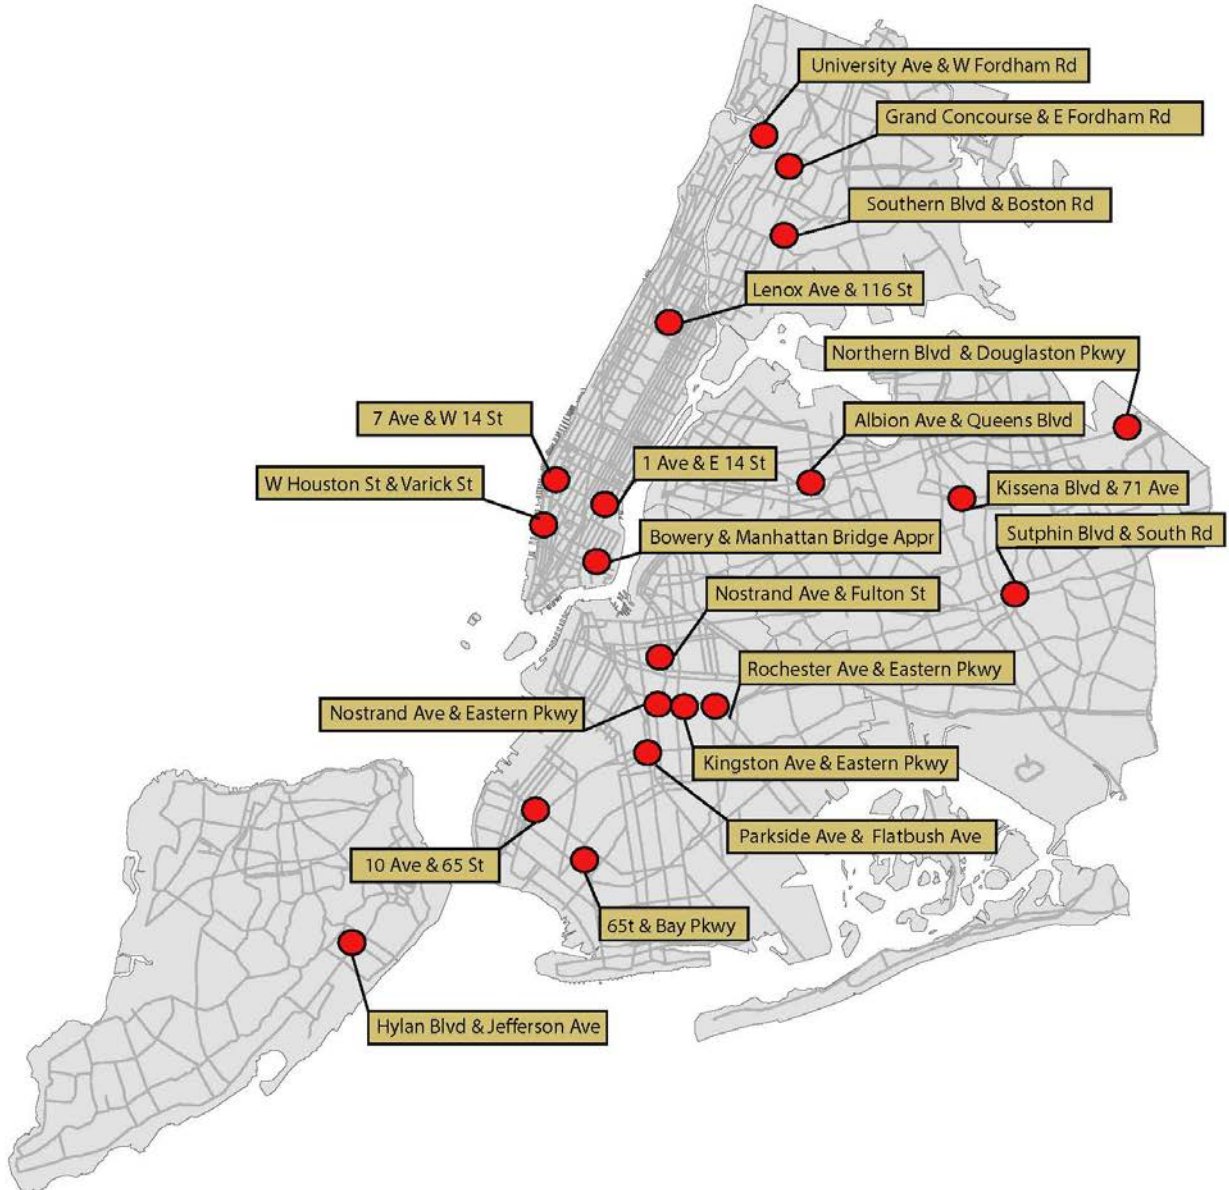 University Ave & W Fordham Rd
Grand Concourse & E Fordham Rd
Southern Blvd & Boston Rd
Lenox Ave & 116 St
Northern Blvd & Douglaston Pkwy
7 Ave & W 14 St
Albion Ave & Queens Blvd
1 Ave & E 14 St
W Houston St & Varick St
Kissena Blvd & 71 Ave
Bowery & Manhattan Bridge Appr
Sutphin Blvd & South Rd
Nostrand Ave & Fulton St
Rochester Ave & Eastern Pkwy
Nostrand Ave & Eastern Pkwy
Kingston Ave & Eastern Pkwy
Parkside Ave & Flatbush Ave
10 Ave & 65 St
65t & Bay Pkwy
Hylan Blvd & Jefferson Ave